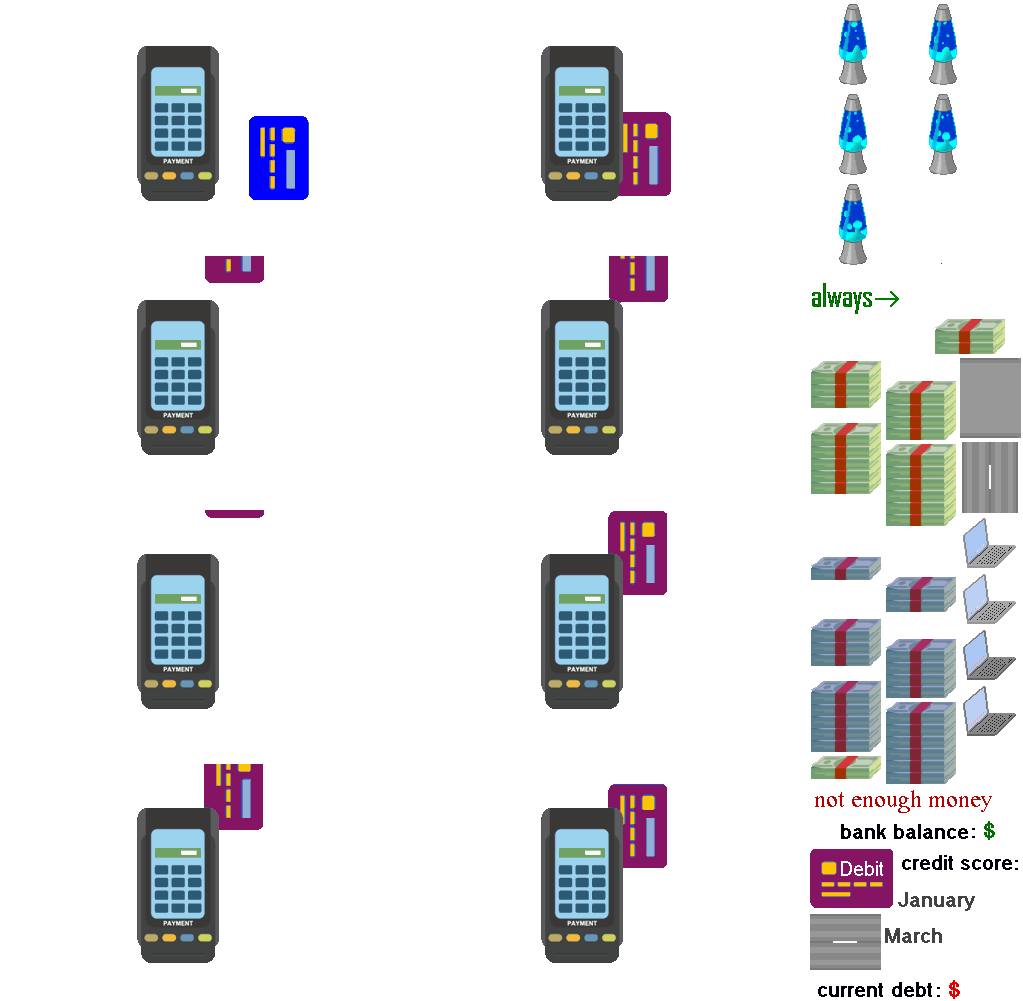 PAYMENT
PAYMENT
always→
PAYMENT
PAYMENT
PAYMENT
PAYMENT
not enough money
bank balance: $
Debit
credit score:
January
PAYMENT
PAYMENT
March
current debt: $